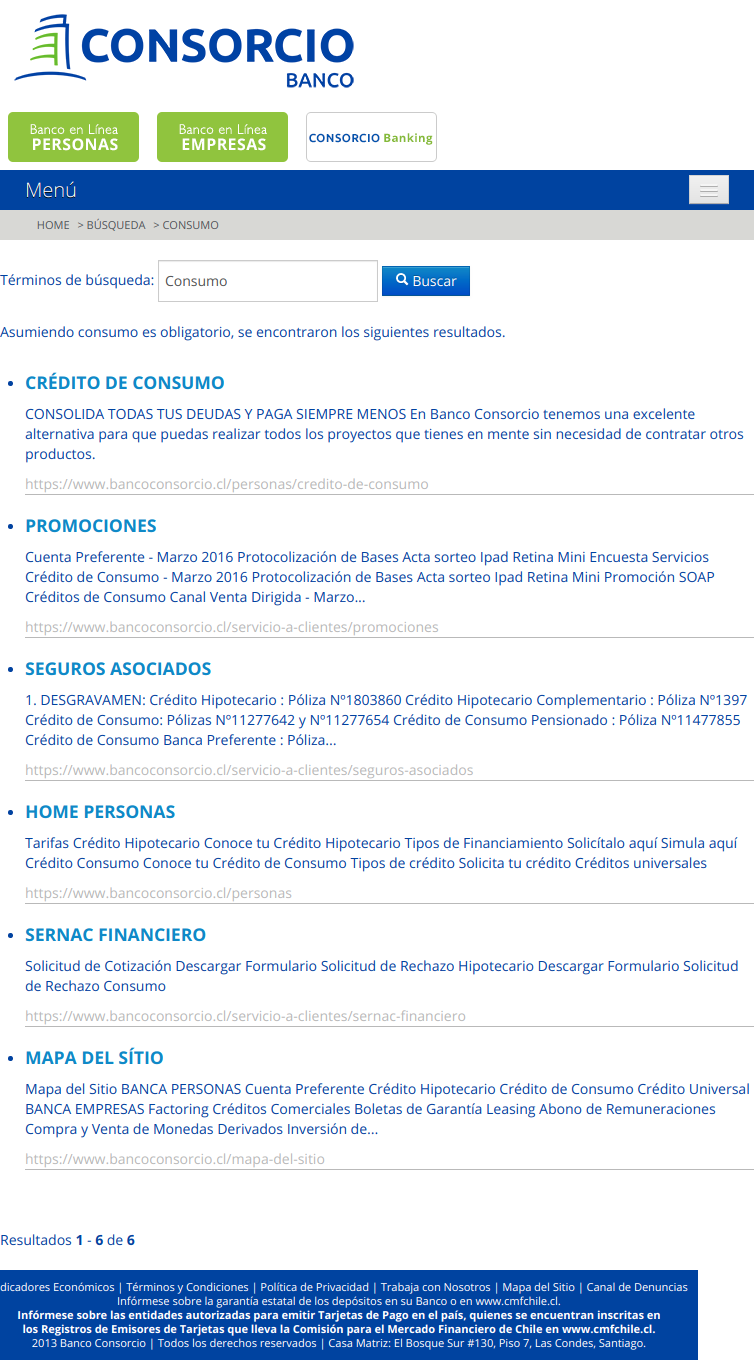 CONSORCIO
BANCO
Banco en Línea
PERSONAS
Banco en Línea
EMPRESAS
CONSORCIO Banking
Menú
HOME > BÚSQUEDA > CONSUMO
Términos de búsqueda: Consumo Buscar
Asumiendo consumo es obligatorio, se encontraron los siguientes resultados.
CRÉDITO DE CONSUMO
CONSOLIDA TODAS TUS DEUDAS Y PAGA SIEMPRE MENOS En Banco Consorcio tenemos una excelente
alternativa para que puedas realizar todos los proyectos que tienes en mente sin necesidad de contratar otros
productos.
https://www.bancoconsorcio.cl/personas/credito-de-consumo
PROMOCIONES
Cuenta Preferente - Marzo 2016 Protocolización de Bases Acta sorteo Ipad Retina Mini Encuesta Servicios
Crédito de Consumo - Marzo 2016 Protocolización de Bases Acta sorteo Ipad Retina Mini Promoción SOAP
Créditos de Consumo Canal Venta Dirigida - Marzo...
https://www.bancoconsorcio.cl/servicio-a-clientes/promociones
SEGUROS ASOCIADOS
1. DESGRAVAMEN: Crédito Hipotecario : Póliza Nº1803860 Crédito Hipotecario Complementario : Póliza Nº1397
Crédito de Consumo: Pólizas Nº11277642 y Nº11277654 Crédito de Consumo Pensionado : Póliza Nº11477855
Crédito de Consumo Banca Preferente : Póliza...
https://www.bancoconsorcio.cl/servicio-a-clientes/seguros-asociados
HOME PERSONAS
Tarifas Crédito Hipotecario Conoce tu Crédito Hipotecario Tipos de Financiamiento Solicítalo aquí Simula aquí
Crédito Consumo Conoce tu Crédito de Consumo Tipos de crédito Solicita tu crédito Créditos universales
https://www.bancoconsorcio.cl/personas
SERNAC FINANCIERO
Solicitud de Cotización Descargar Formulario Solicitud de Rechazo Hipotecario Descargar Formulario Solicitud
de Rechazo Consumo
https://www.bancoconsorcio.cl/servicio-a-clientes/sernac-financiero
MAPA DEL SÍTIO
Mapa del Sitio BANCA PERSONAS Cuenta Preferente Crédito Hipotecario Crédito de Consumo Crédito Universal
BANCA EMPRESAS Factoring Créditos Comerciales Boletas de Garantía Leasing Abono de Remuneraciones
Compra y Venta de Monedas Derivados Inversión de...
https://www.bancoconsorcio.cl/mapa-del-sitio
Resultados 1 - 6 de 6
dicadores Económicos | Términos y Condiciones | Política de Privacidad | Trabaja con Nosotros | Mapa del Sitio | Canal de Denuncias
Infórmese sobre la garantía estatal de los depósitos en su Banco o en www.cmfchile.cl.
Infórmese sobre las entidades autorizadas para emitir Tarjetas de Pago en el país, quienes se encuentran inscritas en
los Registros de Emisores de Tarjetas que lleva la Comisión para el Mercado Financiero de Chile en www.cmfchile.cl.
2013 Banco Consorcio | Todos los derechos reservados | Casa Matriz: El Bosque Sur #130, Piso 7, Las Condes, Santiago.